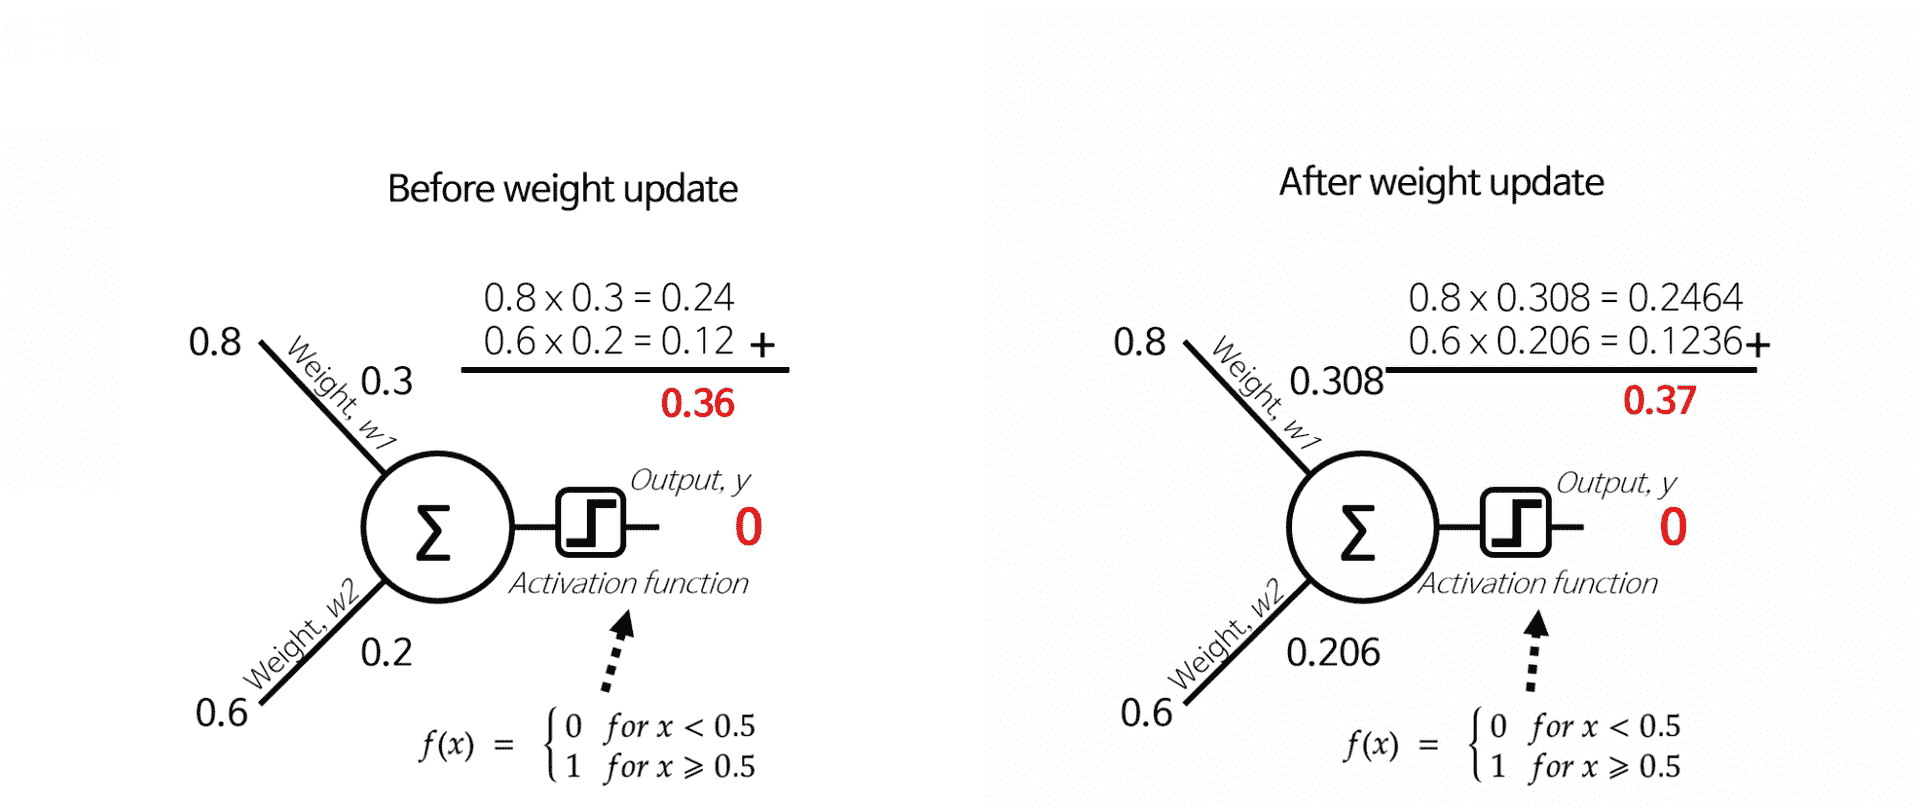 Before weight update
0.8 x 0.3 = 0.24
0.6 x 0.2 = 0.12 +
0.36
0.8
Weight, w1
0.3
Σ
Output, y
0
Activation function
Weight, w2
0.2
0.6
f(x) = { 0 for x < 0.5
1 for x ⩾ 0.5
After weight update
0.8 x 0.308 = 0.2464
0.6 x 0.206 = 0.1236+
0.37
0.8
Weight, w1
0.308
Σ
Output, y
0
Activation function
Weight, w2
0.206
0.6
f(x) = { 0 for x < 0.5
1 for x ⩾ 0.5